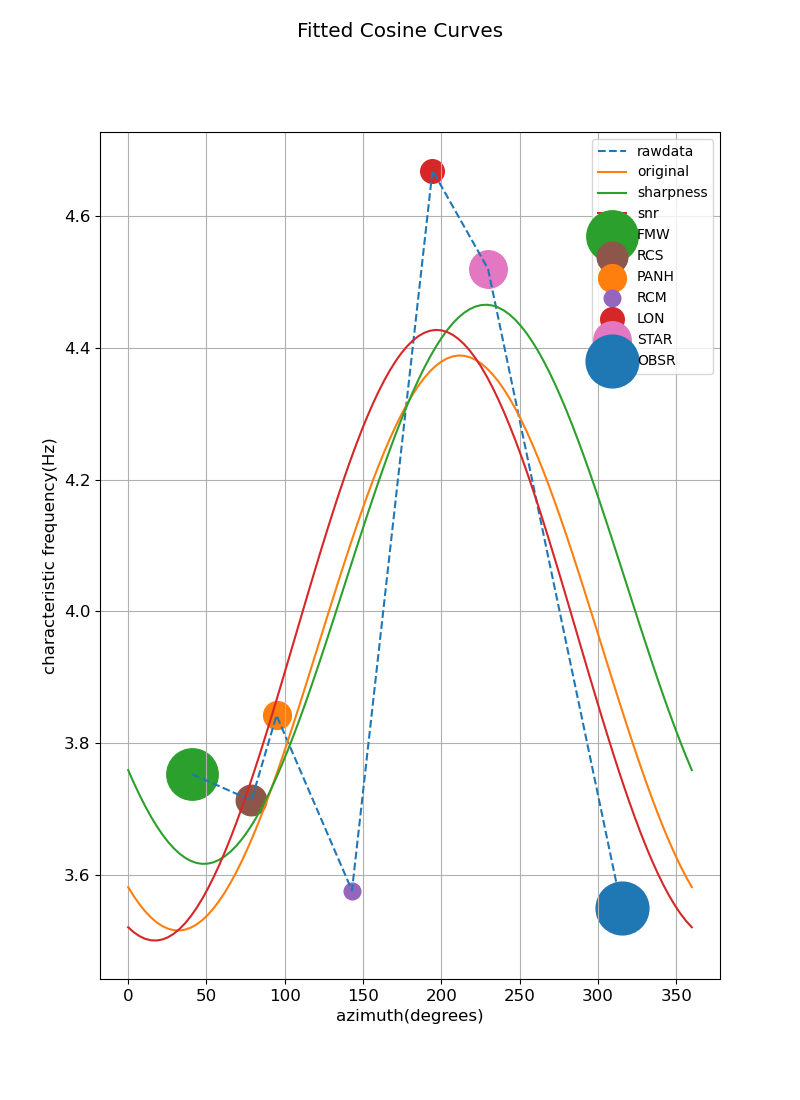 Fitted Cosine Curves
rawdata
original
sharpness
snr
FMW
RCS
PANH
RCM
LON
STAR
OBSR
characteristic frequency(Hz)
4.6
4.4
4.2
4.0
3.8
3.6
0 50 100 150 200 250 300 350
azimuth(degrees)